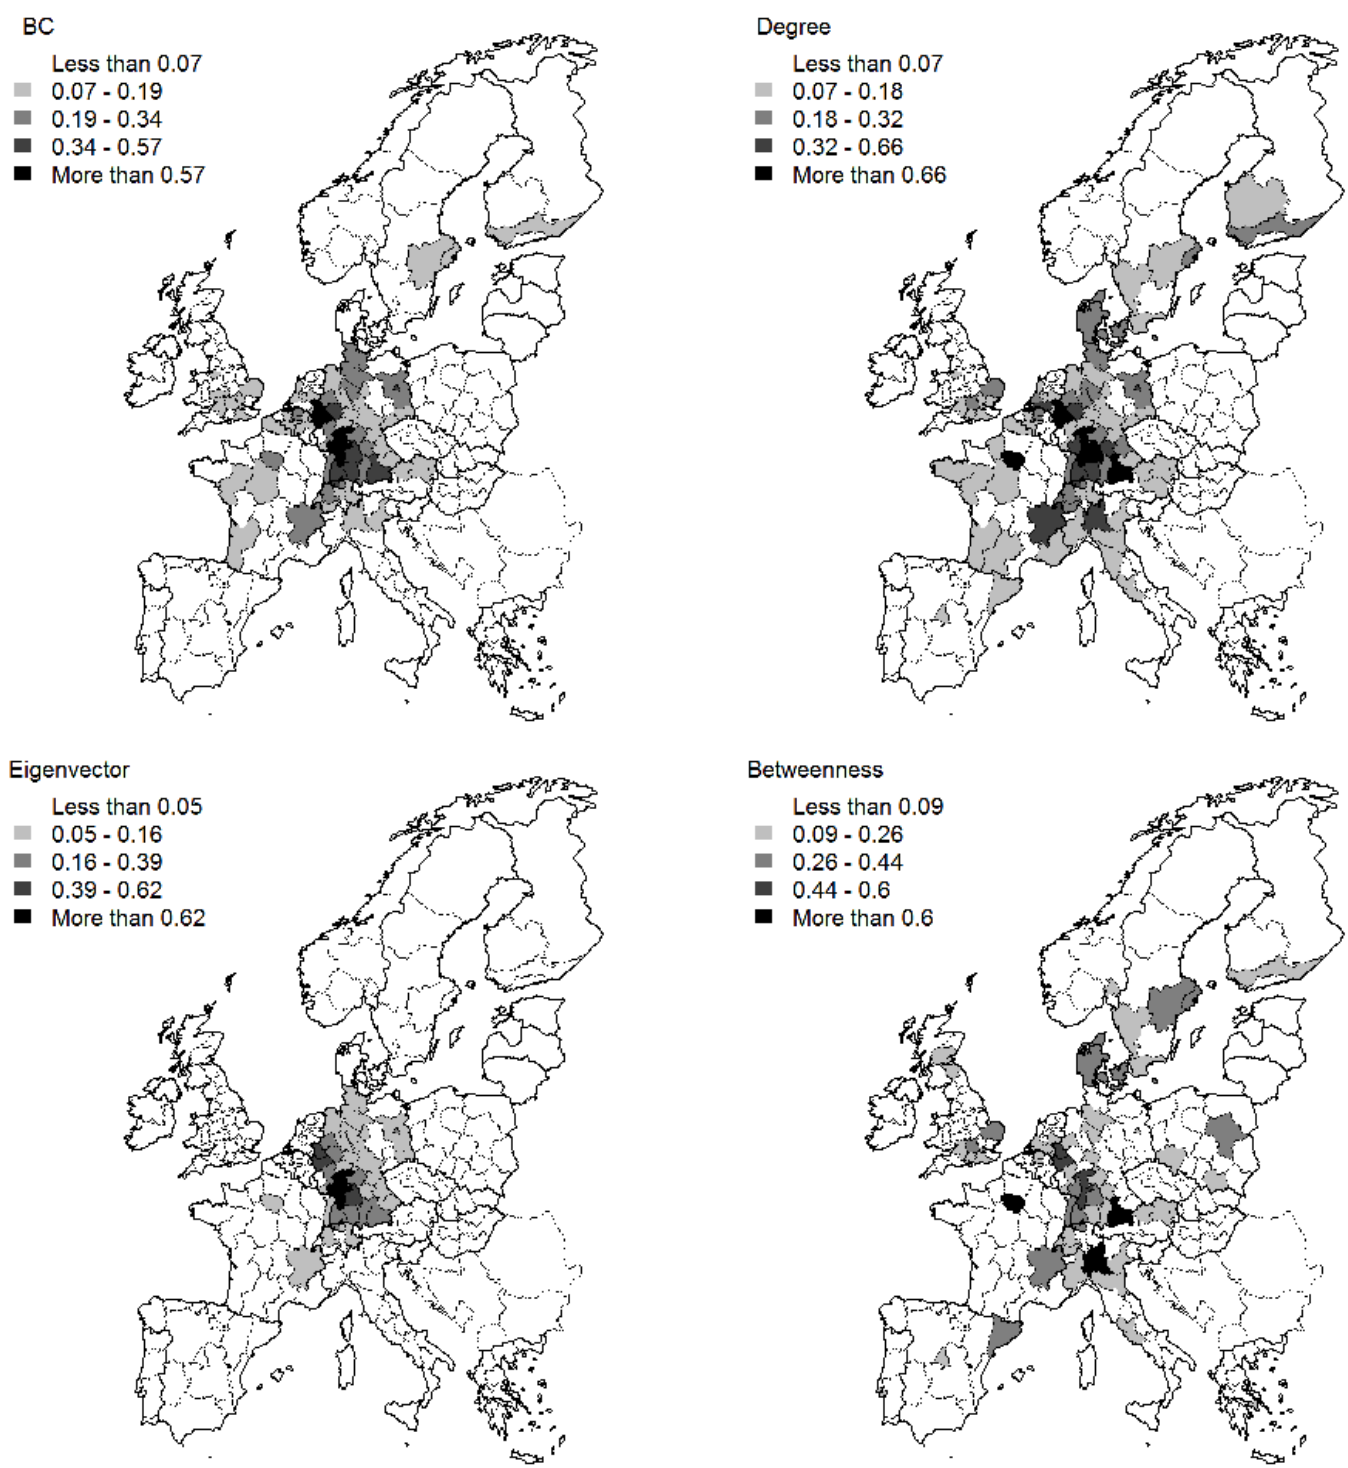 BC
Less than 0.07
0.07 - 0.19
0.19 - 0.34
0.34 - 0.57
More than 0.57
Degree
Less than 0.07
0.07 - 0.18
0.18 - 0.32
0.32 - 0.66
More than 0.66
Eigenvector
Less than 0.05
0.05 - 0.16
0.16 - 0.39
0.39 - 0.62
More than 0.62
Betweenness
Less than 0.09
0.09 - 0.26
0.26 - 0.44
0.44 - 0.6
More than 0.6